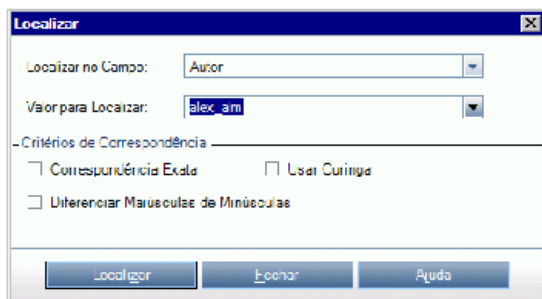 Localizar
Localizar no Campo: Autor
Valor para Localizar: alex_alm
Critérios de Correspondência
Correspondência Exata Usar Curinga
Diferenciar Maiúsculas de Minúsculas
Localizar Fechar Ajuda